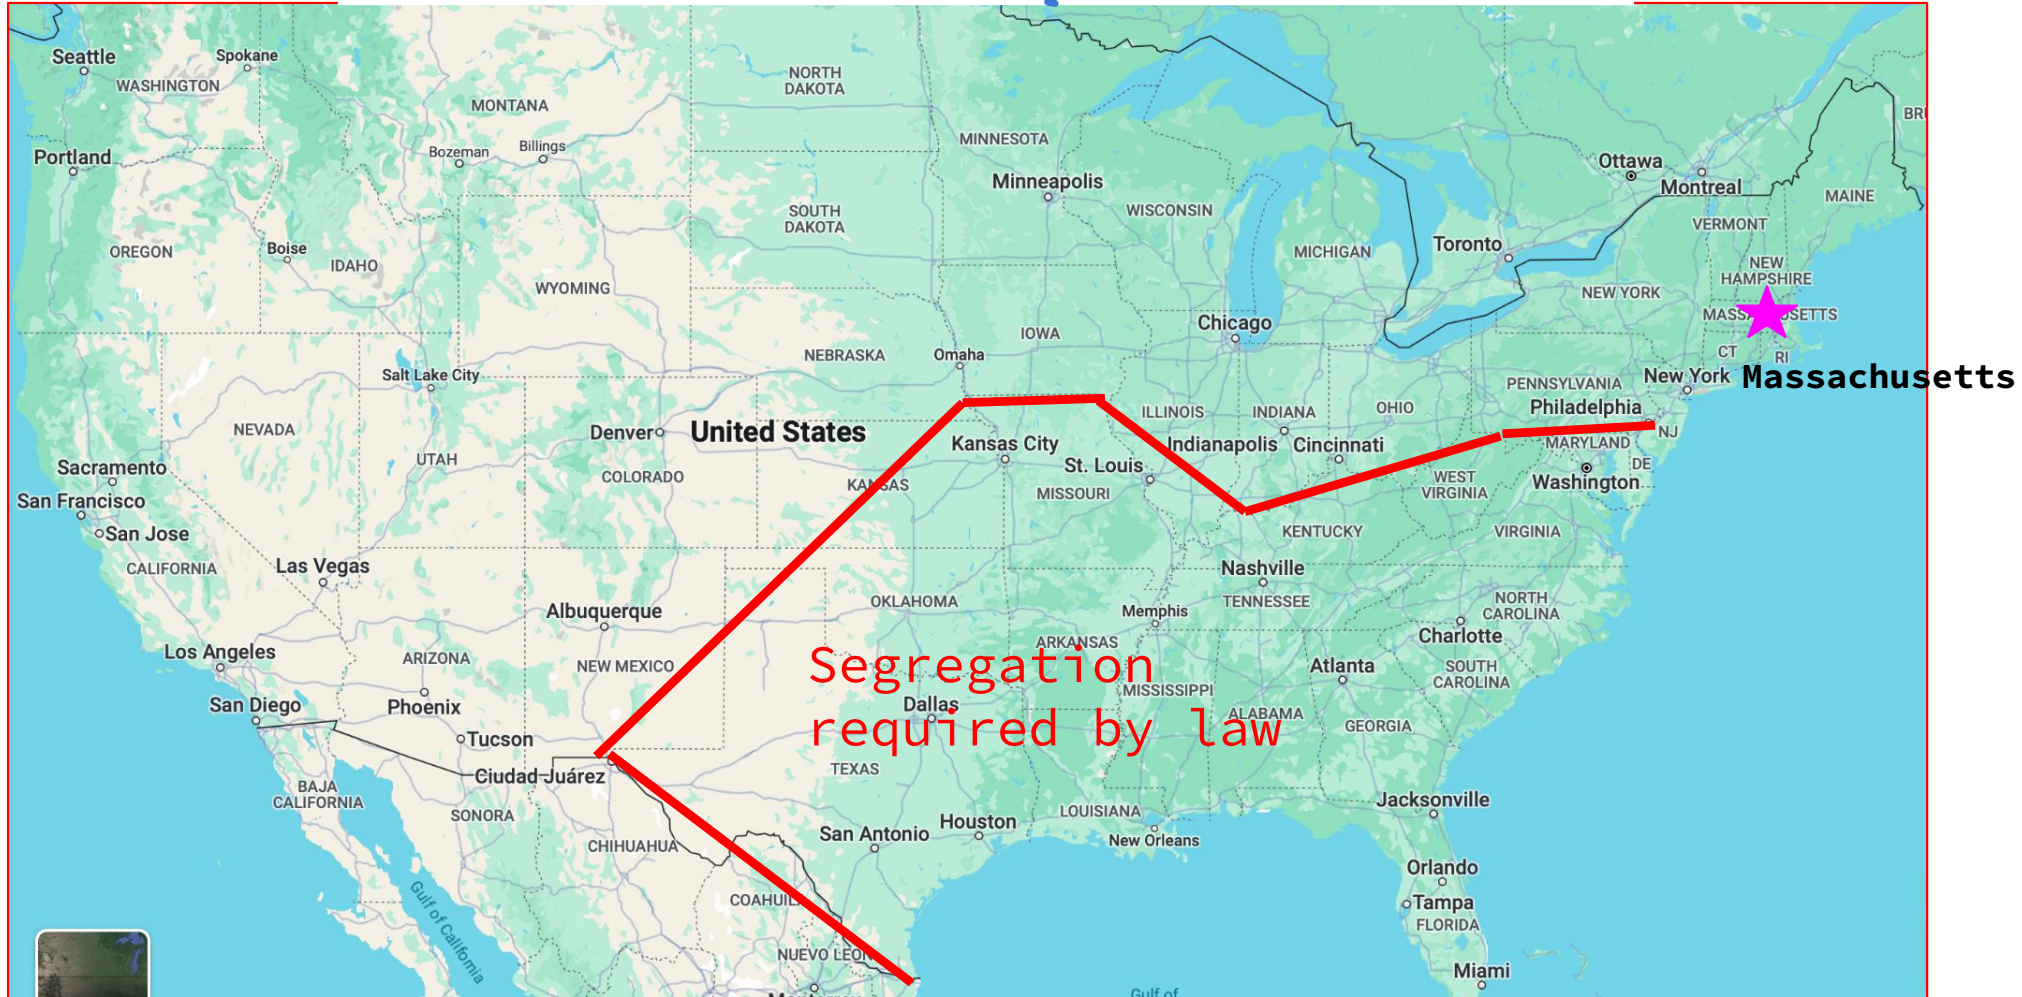 Seattle
Spokane
WASHINGTON
MONTANA
NORTH
DAKOTA
MINNESOTA
Ottawa
Montreal
MAINE
Portland
Bozeman
Billings
Minneapolis
WISCONSIN
VERMONT
OREGON
Boise
IDAHO
SOUTH
DAKOTA
MICHIGAN
Toronto
NEW
HAMPSHIRE
WYOMING
NEW YORK
Chicago
IOWA
NEBRASKA
Omaha
CT
RI
Salt Lake City
PENNSYLVANIA
New York
Massachusetts
Philadelphia
ILLINOIS
INDIANA
OHIO
NEVADA
Denver
United States
Kansas City
Indianapolis
Cincinnati
MARYLAND
NJ
Sacramento
UTAH
COLORADO
KANSAS
St. Louis
MISSOURI
WEST
VIRGINIA
DE
Washington
San Francisco
San Jose
KENTUCKY
VIRGINIA
CALIFORNIA
Las Vegas
Nashville
Albuquerque
OKLAHOMA
Memphis
TENNESSEE
NORTH
CAROLINA
Charlotte
Los Angeles
ARIZONA
NEW MEXICO
ARKANSAS
Segregation
required by law
Atlanta
SOUTH
CAROLINA
San Diego
Phoenix
Dallas
MISSISSIPPI
ALABAMA
GEORGIA
Tucson
Ciudad Juárez
TEXAS
BAJA
CALIFORNIA
SONORA
CHIHUAHUA
San Antonio
Houston
LOUISIANA
New Orleans
Jacksonville
Orlando
Tampa
FLORIDA
Gulf of California
Miami
Gulf of